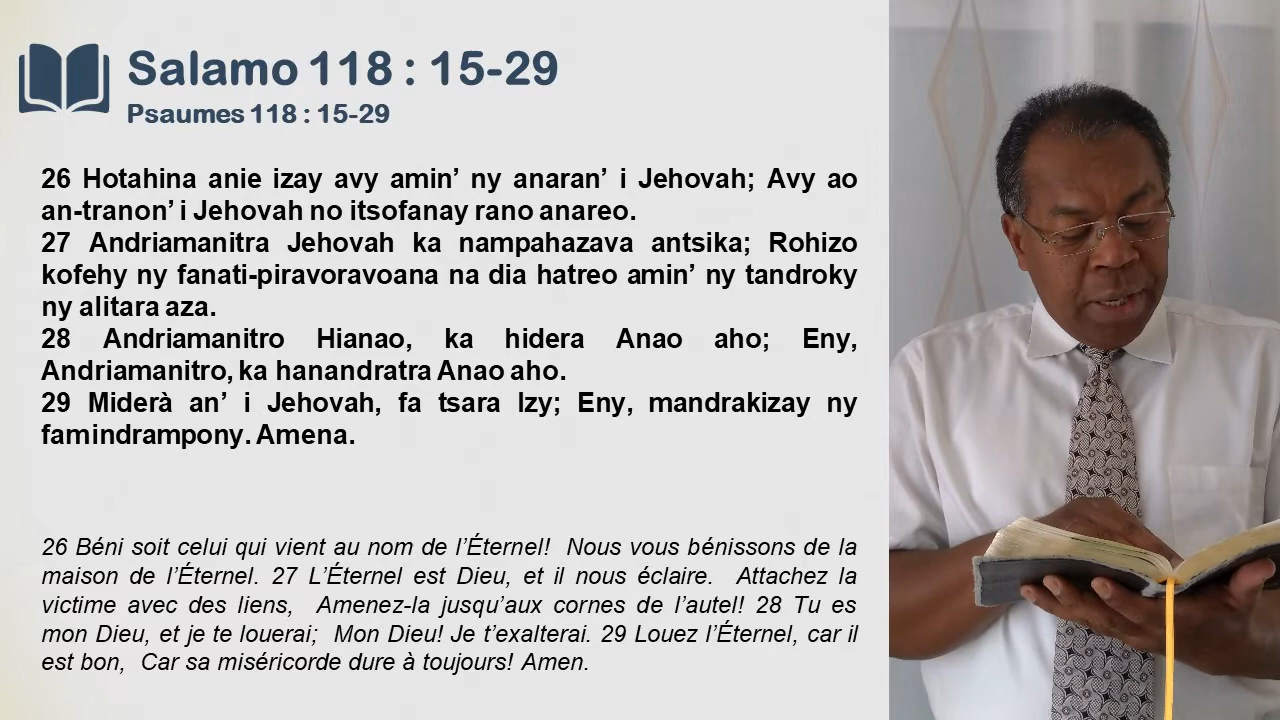 Salamo 118 : 15-29
Psaumes 118 : 15-29
26 Hotahina anie izay avy amin’ ny anaran’ i Jehovah; Avy ao
an-tranon’ i Jehovah no itsofanay rano anareo.
27 Andriamanitra Jehovah ka nampahazava antsika; Rohizo
kofehy ny fanati-piravoravoana na dia hatreo amin’ ny tandroky
ny alitara aza.
28 Andriamanitro Hianao, ka hidera Anao aho; Eny,
Andriamanitro, ka hanandratra Anao aho.
29 Miderà an’ i Jehovah, fa tsara Izy; Eny, mandrakizay ny
famindrampony. Amena.
26 Béni soit celui qui vient au nom de l’Éternel! Nous vous bénissons de la
maison de l’Éternel. 27 L’Éternel est Dieu, et il nous éclaire. Attachez la
victime avec des liens, Amenez-la jusqu’aux cornes de l’autel! 28 Tu es
mon Dieu, et je te louerai; Mon Dieu! Je t’exalterai. 29 Louez l’Éternel, car il
est bon, Car sa miséricorde dure à toujours! Amen.